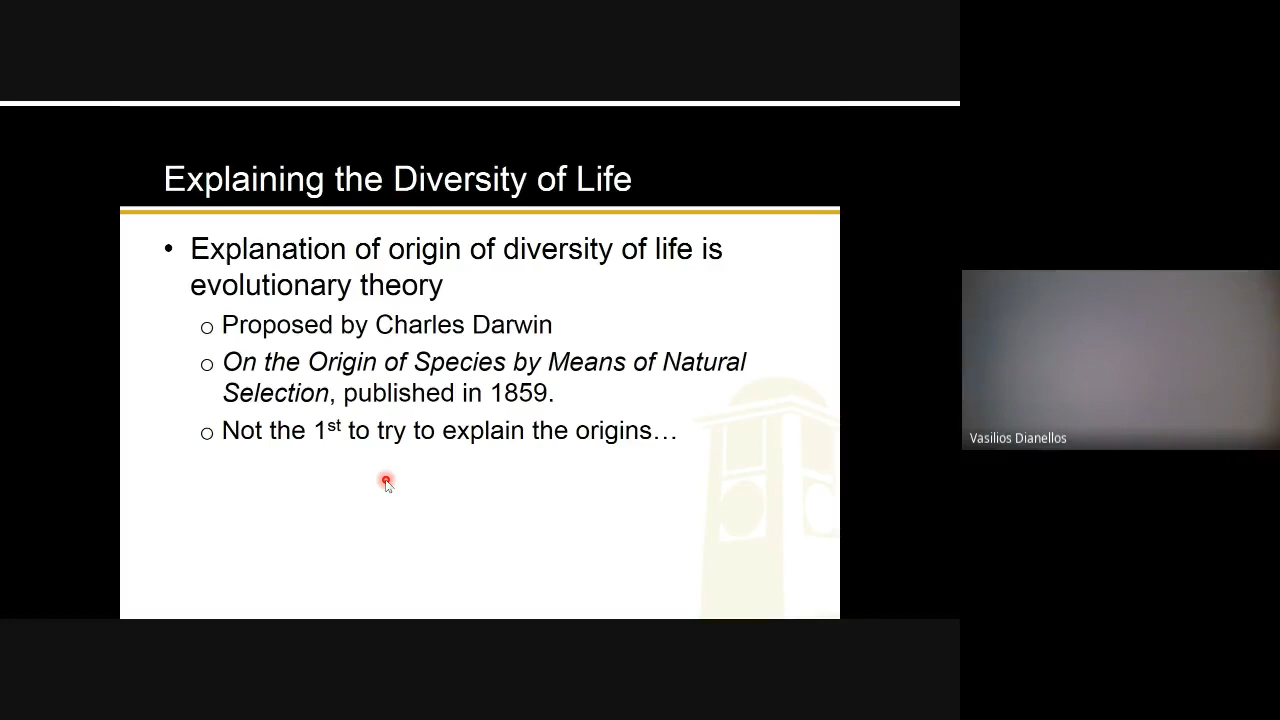 Explaining the Diversity of Life
• Explanation of origin of diversity of life is
evolutionary theory
o Proposed by Charles Darwin
o On the Origin of Species by Means of Natural
Selection, published in 1859.
o Not the 1st to try to explain the origins…
Vasilios Dianellos